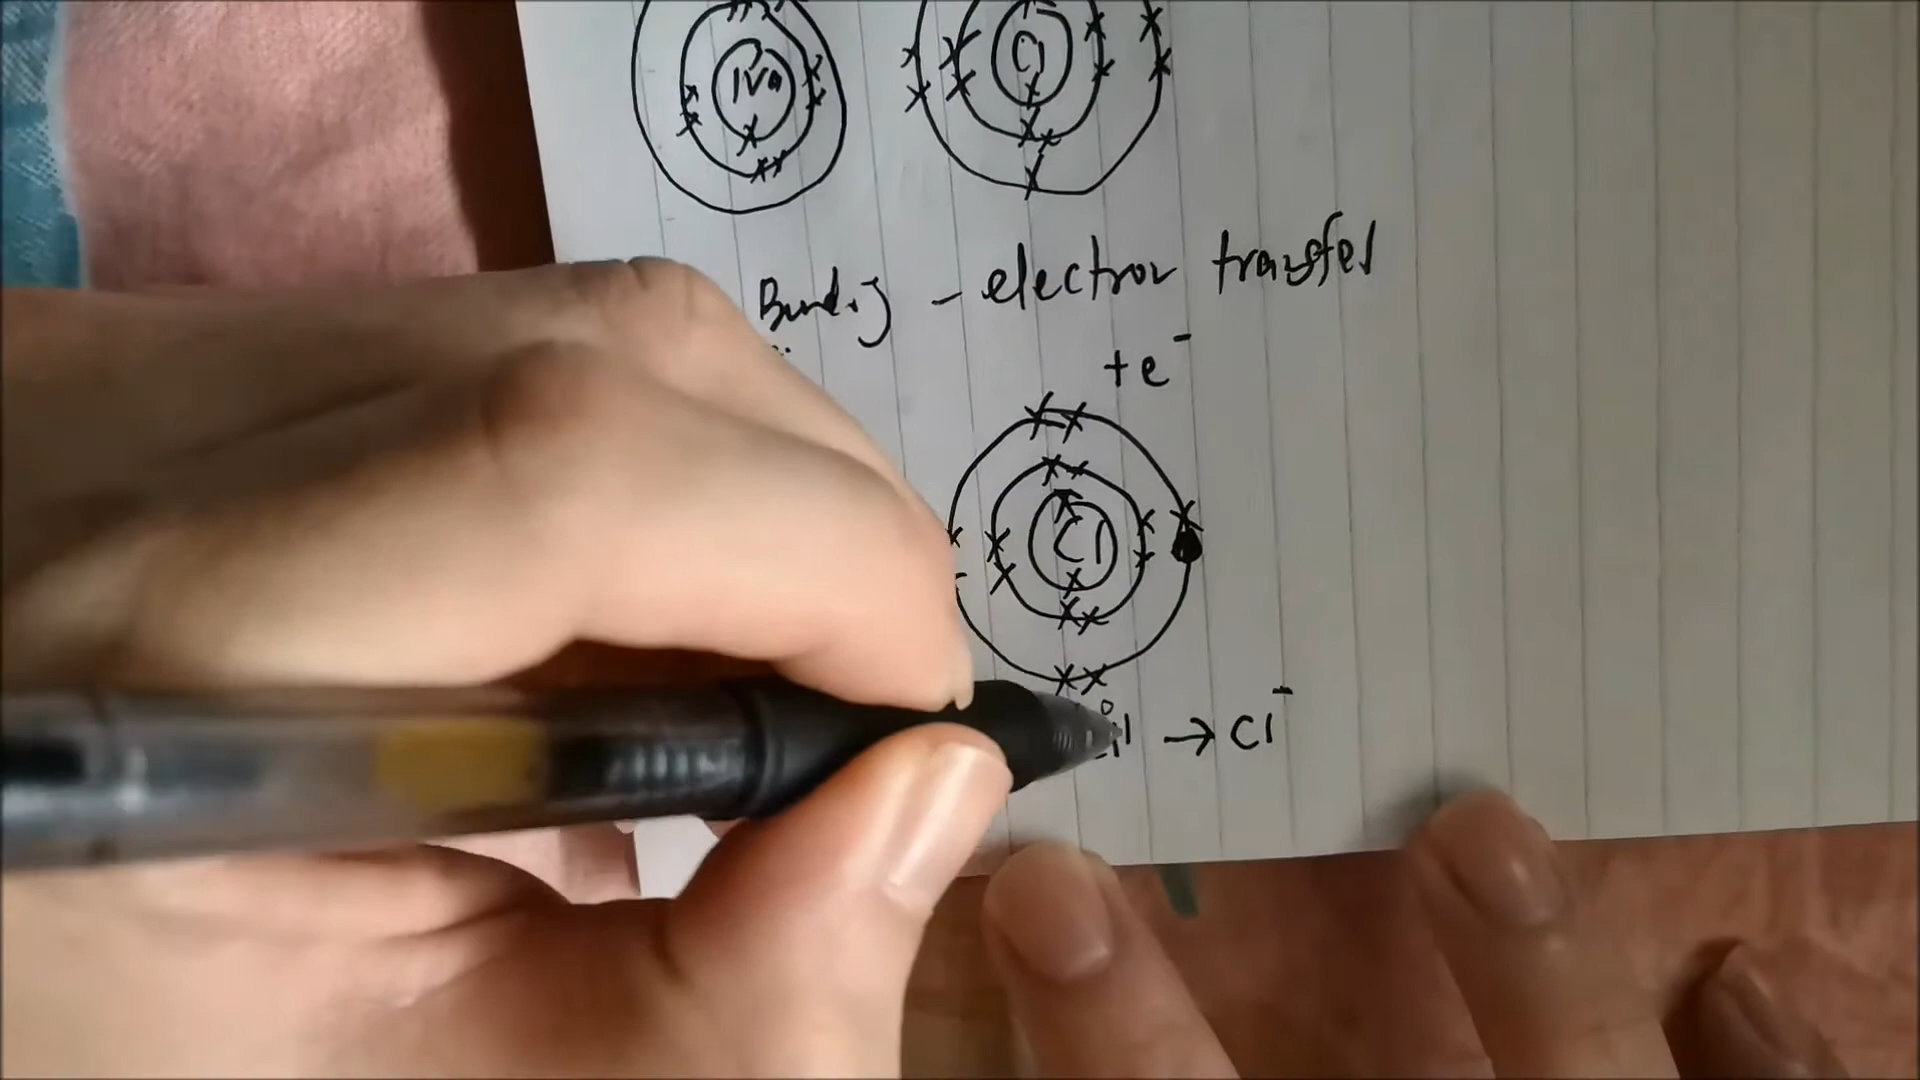 Na Cl
Bonding - electron transfer
+e⁻
Cl
Cl → Cl⁻